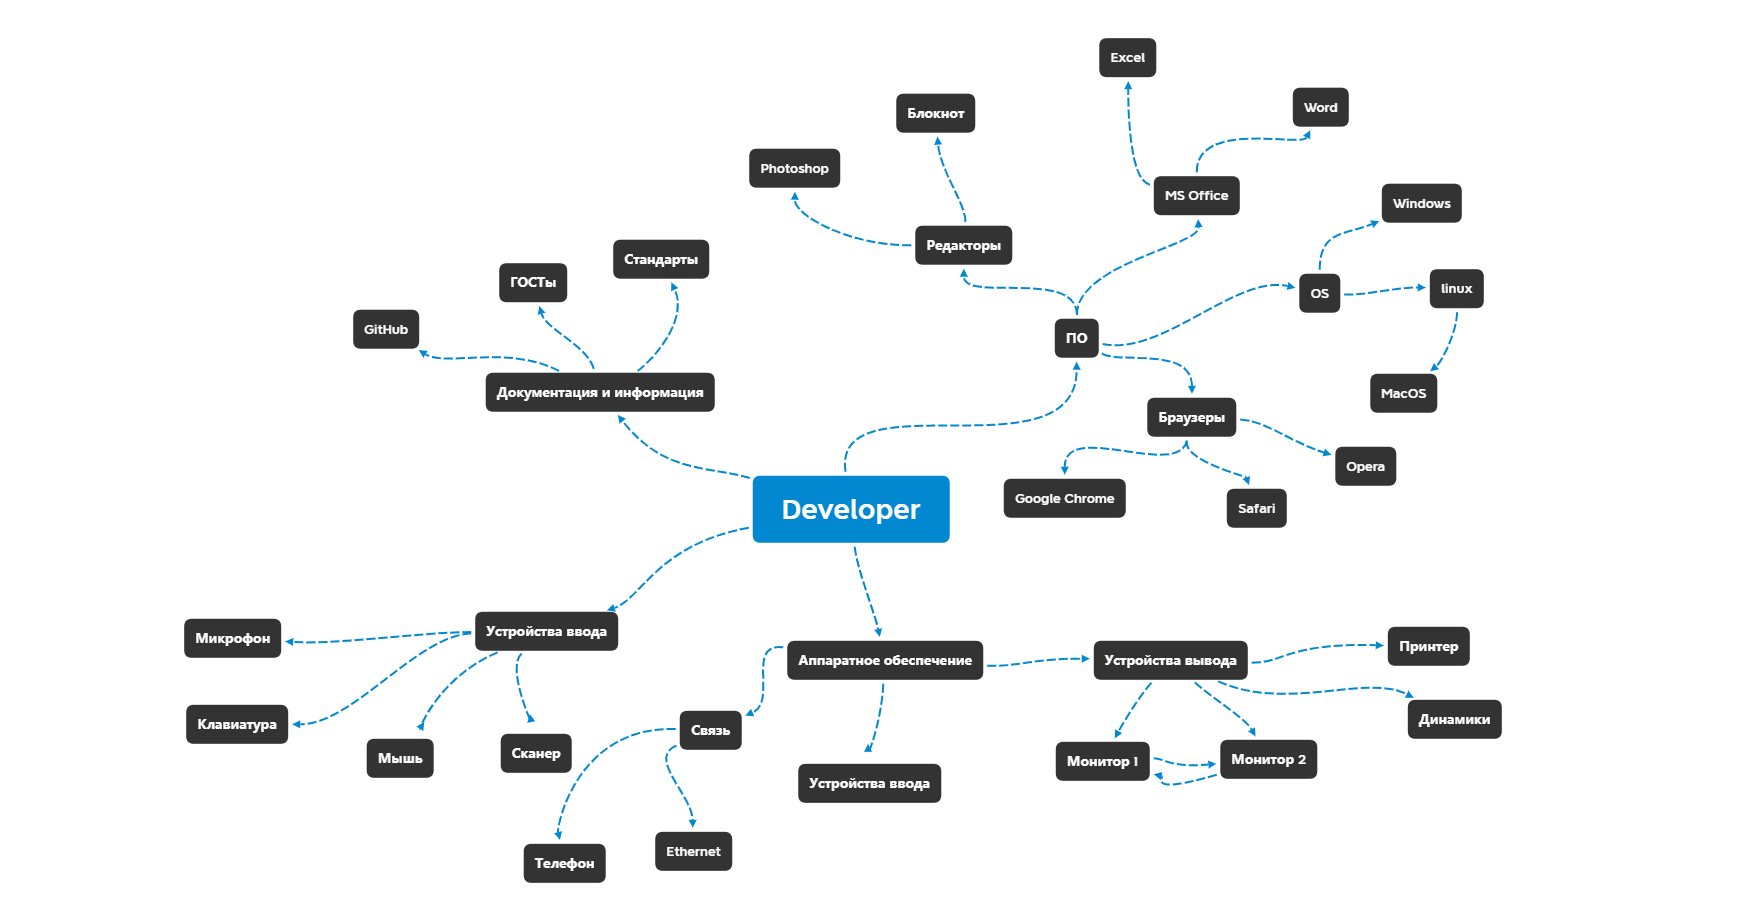 Excel
Word
Блокнот
Photoshop
MS Office
Windows
Редакторы
Стандарты
ГОСТы
OS
linux
GitHub
ПО
Документация и информация
MacOS
Браузеры
Opera
Google Chrome
Safari
Developer
Микрофон
Устройства ввода
Аппаратное обеспечение
Устройства вывода
Принтер
Клавиатура
Связь
Динамики
Мышь
Сканер
Устройства ввода
Монитор 1
Монитор 2
Телефон
Ethernet